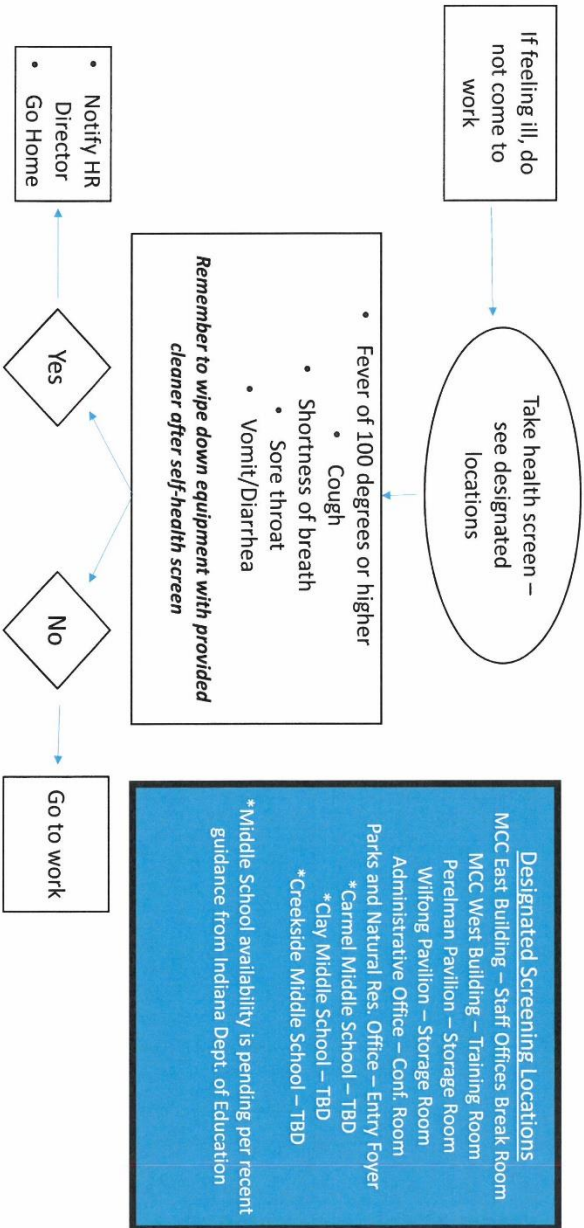 If feeling ill, do
not come to
work
Take health screen –
see designated
locations
• Fever of 100 degrees or higher
• Cough
• Shortness of breath
• Sore throat
• Vomit/Diarrhea
Remember to wipe down equipment with provided
cleaner after self-health screen
Yes
• Notify HR
Director
• Go Home
No
Go to work
Designated Screening Locations
MCC East Building – Staff Offices Break Room
MCC West Building – Training Room
Perelman Pavilion – Storage Room
Wilfong Pavilion – Storage Room
Administrative Office – Conf. Room
Parks and Natural Res. Office – Entry Foyer
*Carmel Middle School – TBD
*Clay Middle School – TBD
*Creekside Middle School – TBD
*Middle School availability is pending per recent
guidance from Indiana Dept. of Education